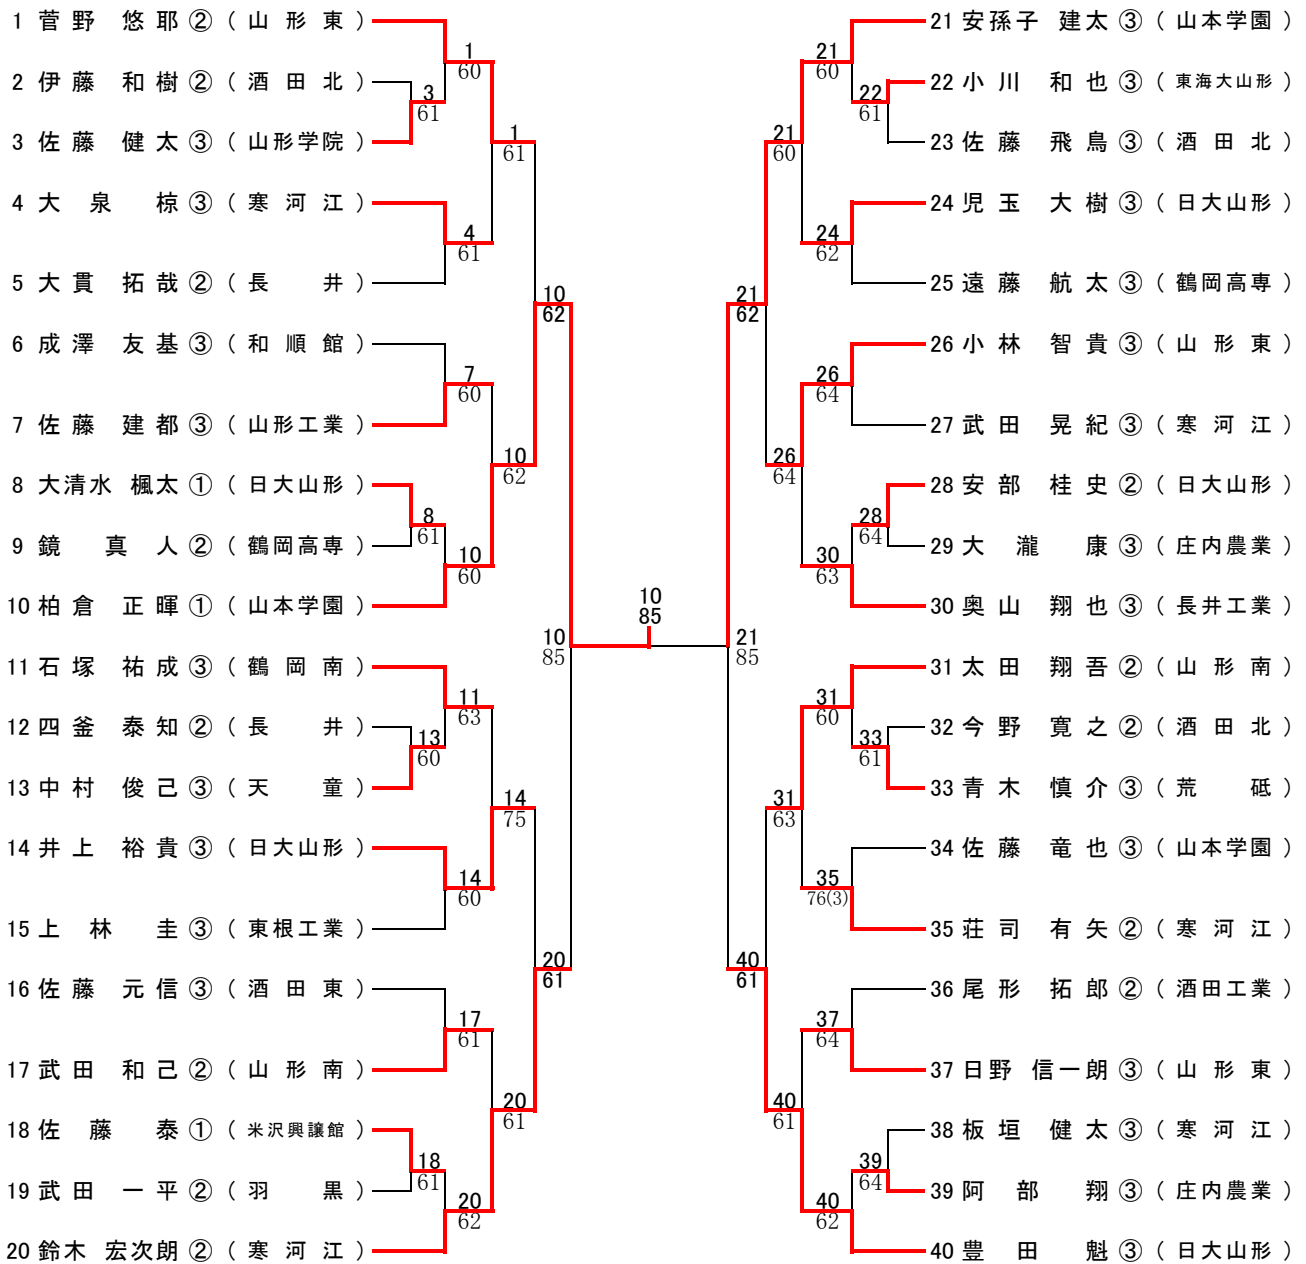 1 菅野 悠耶 ② (山形東)
2 伊藤 和樹 ② (酒田北)
3 佐藤 健太 ③ (山形学院)
4 大泉 椋 ③ (寒河江)
5 大貫 拓哉 ② (長井)
6 成澤 友基 ③ (和順館)
7 佐藤 建都 ③ (山形工業)
8 大清水 楓太 ① (日大山形)
9 鏡 真人 ② (鶴岡高専)
10 柏倉 正暉 ① (山本学園)
11 石塚 祐成 ③ (鶴岡南)
12 四釜 泰知 ② (長井)
13 中村 俊己 ③ (天童)
14 井上 裕貴 ③ (日大山形)
15 上林 圭 ③ (東根工業)
16 佐藤 元信 ③ (酒田東)
17 武田 和己 ② (山形南)
18 佐藤 泰 ① (米沢興譲館)
19 武田 一平 ② (羽黒)
20 鈴木 宏次朗 ② (寒河江)
3
61
8
61
13
60
18
61
1
60
4
61
7
60
10
60
11
63
14
60
17
61
20
62
1
61
10
62
14
75
20
61
10
62
20
61
10
85
10
85
21
85
21
62
40
61
21
60
26
64
31
63
40
61
21
60
24
62
26
64
30
63
31
60
35
76(3)
37
64
40
62
22
61
28
64
33
61
39
64
21 安孫子 建太 ③ (山本学園)
22 小川 和也 ③ (東海大山形)
23 佐藤 飛鳥 ③ (酒田北)
24 児玉 大樹 ③ (日大山形)
25 遠藤 航太 ③ (鶴岡高専)
26 小林 智貴 ③ (山形東)
27 武田 晃紀 ③ (寒河江)
28 安部 桂史 ② (日大山形)
29 大瀧 康 ③ (庄内農業)
30 奥山 翔也 ③ (長井工業)
31 太田 翔吾 ② (山形南)
32 今野 寛之 ② (酒田北)
33 青木 慎介 ③ (荒砥)
34 佐藤 竜也 ③ (山本学園)
35 荘司 有矢 ② (寒河江)
36 尾形 拓郎 ② (酒田工業)
37 日野 信一朗 ③ (山形東)
38 板垣 健太 ③ (寒河江)
39 阿部 翔 ③ (庄内農業)
40 豊田 魁 ③ (日大山形)